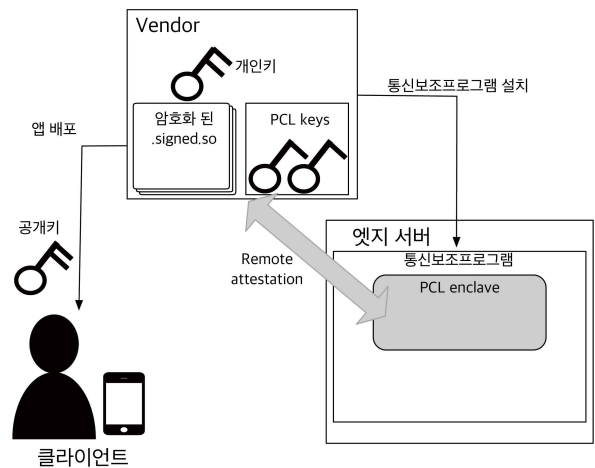 Vendor
개인키
암호화 된
.signed.so
PCL keys
통신보조프로그램 설치
앱 배포
공개키
Remote
attestation
엣지 서버
통신보조프로그램
PCL enclave
클라이언트